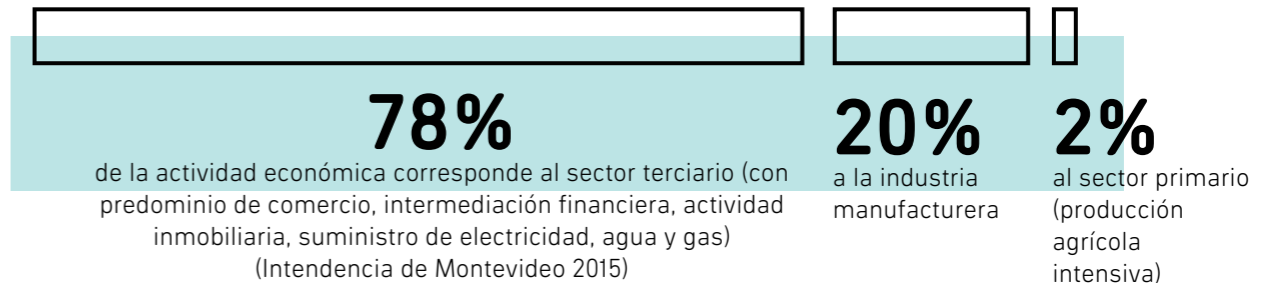 78%
de la actividad económica corresponde al sector terciario (con
predominio de comercio, intermediación financiera, actividad
inmobiliaria, suministro de electricidad, agua y gas)
(Intendencia de Montevideo 2015)
20%
a la industria
manufacturera
2%
al sector primario
(producción
agrícola
intensiva)